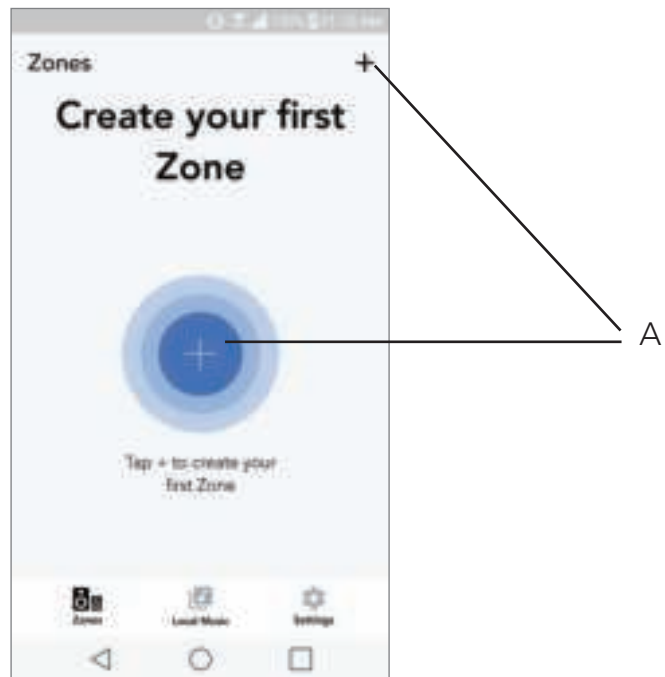 Zones +
Create your first
Zone
+
A
Tap + to create your
first Zone
Zones Local Music Settings